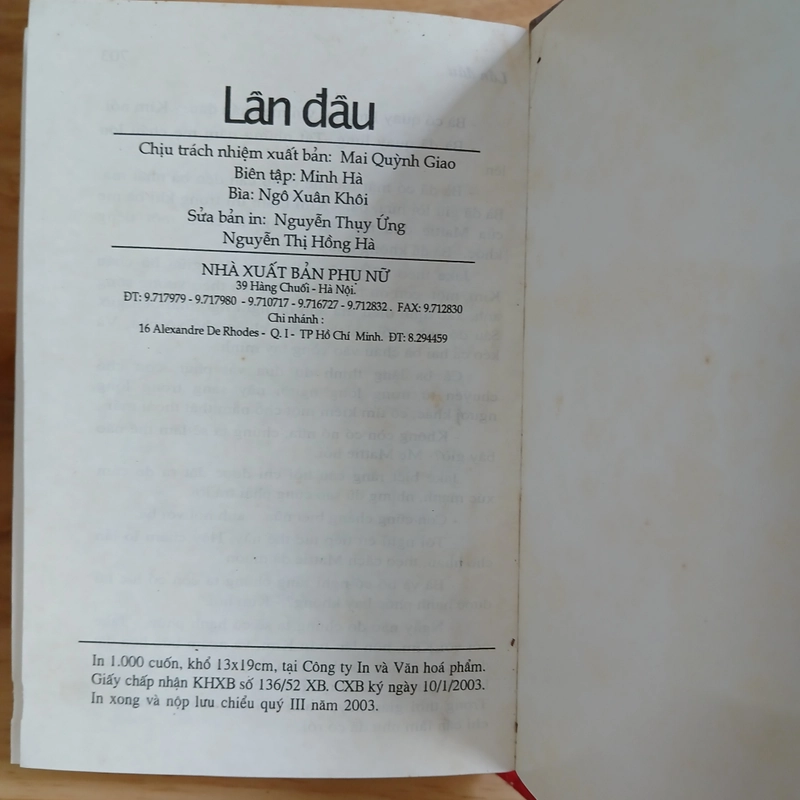 Lần đầu
Chịu trách nhiệm xuất bản: Mai Quỳnh Giao
Biên tập: Minh Hà
Bìa: Ngô Xuân Khôi
Sửa bản in: Nguyễn Thụy Ứng
Nguyễn Thị Hồng Hà
NHÀ XUẤT BẢN PHỤ NỮ
39 Hàng Chuối - Hà Nội.
ĐT: 9.717979 - 9.717980 - 9.710717 - 9.716727 - 9.712832 . FAX: 9.712830
Chi nhánh :
16 Alexandre De Rhodes - Q. I - TP Hồ Chí Minh. ĐT: 8.294459
In 1.000 cuốn, khổ 13x19cm, tại Công ty In và Văn hoá phẩm.
Giấy chấp nhận KHXB số 136/52 XB. CXB ký ngày 10/1/2003.
In xong và nộp lưu chiểu quý III năm 2003.